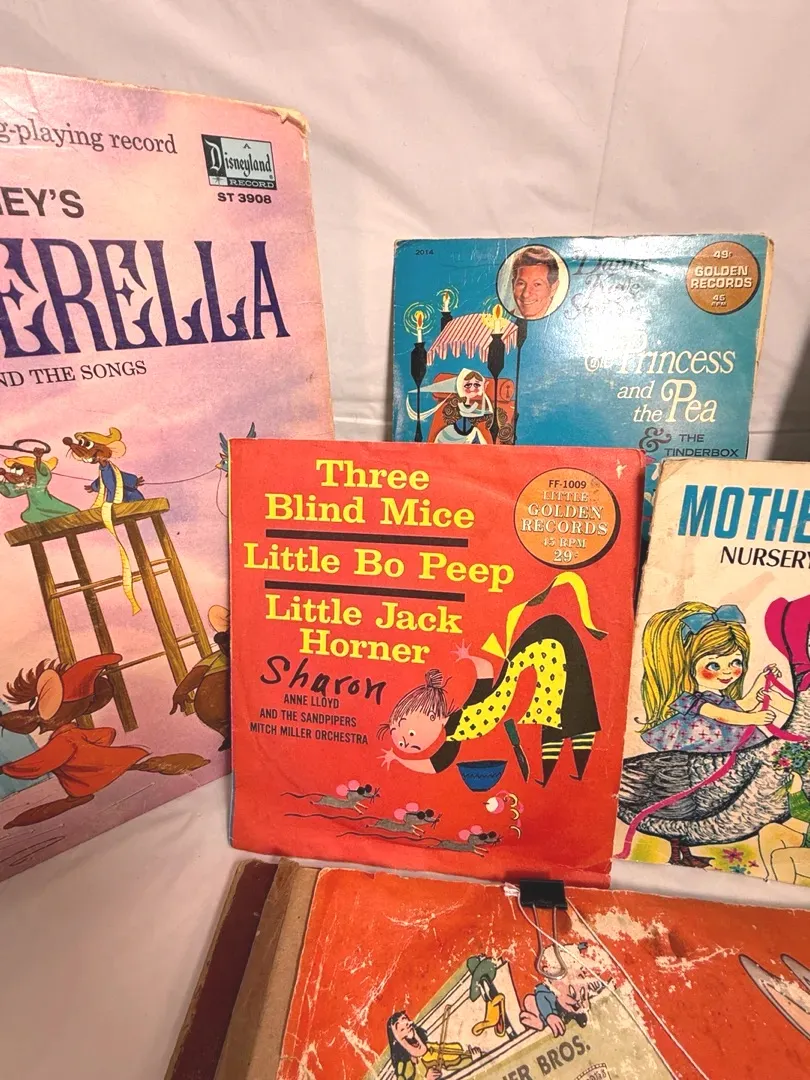 g-playing record
A
Disneyland
RECORD
ST 3908
EY'S
ERELLA
ND THE SONGS
2014
49¢
GOLDEN
RECORDS
45
RPM
Princess
and
the Pea
& THE
TINDERBOX
Three
Blind Mice
Little Bo Peep
Little Jack
Horner
Sharon
ANNE LLOYD
AND THE SANDPIPERS
MITCH MILLER ORCHESTRA
FF-1009
LITTLE
GOLDEN
RECORDS
45 RPM
29¢
MOTHE
NURSERY
ER BROS.